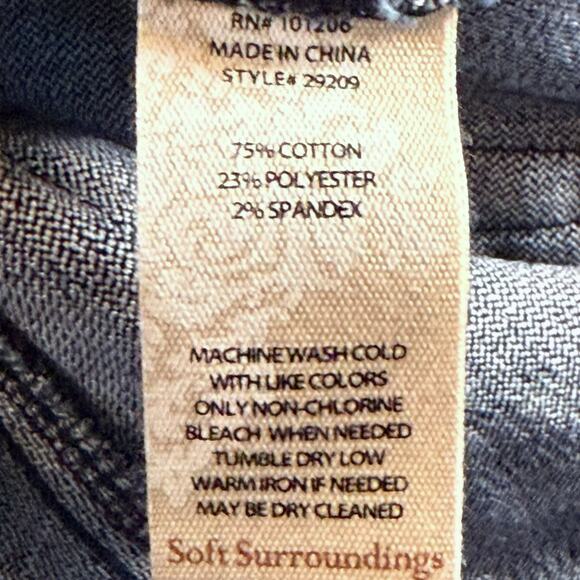 RN# 101206
MADE IN CHINA
STYLE# 29209
75% COTTON
23% POLYESTER
2% SPANDEX
MACHINE WASH COLD
WITH LIKE COLORS
ONLY NON-CHLORINE
BLEACH WHEN NEEDED
TUMBLE DRY LOW
WARM IRON IF NEEDED
MAY BE DRY CLEANED
Soft Surroundings